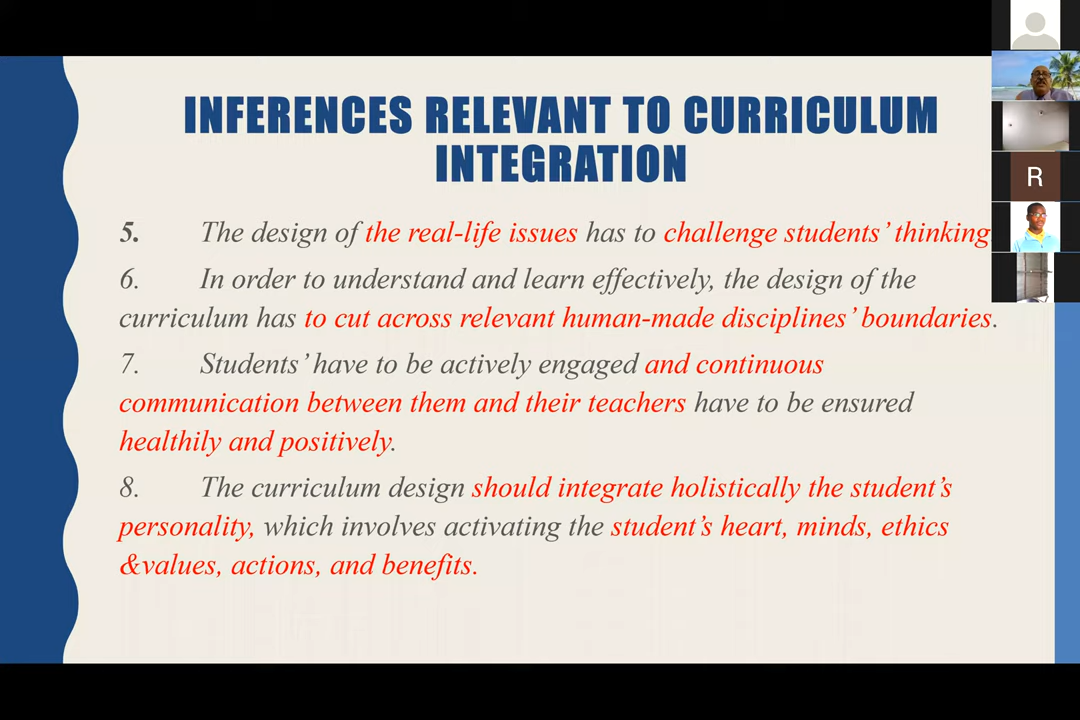 INFERENCES RELEVANT TO CURRICULUM
INTEGRATION
5. The design of the real-life issues has to challenge students' thinking
6. In order to understand and learn effectively, the design of the
curriculum has to cut across relevant human-made disciplines' boundaries.
7. Students' have to be actively engaged and continuous
communication between them and their teachers have to be ensured
healthily and positively.
8. The curriculum design should integrate holistically the student's
personality, which involves activating the student's heart, minds, ethics
&values, actions, and benefits.
R